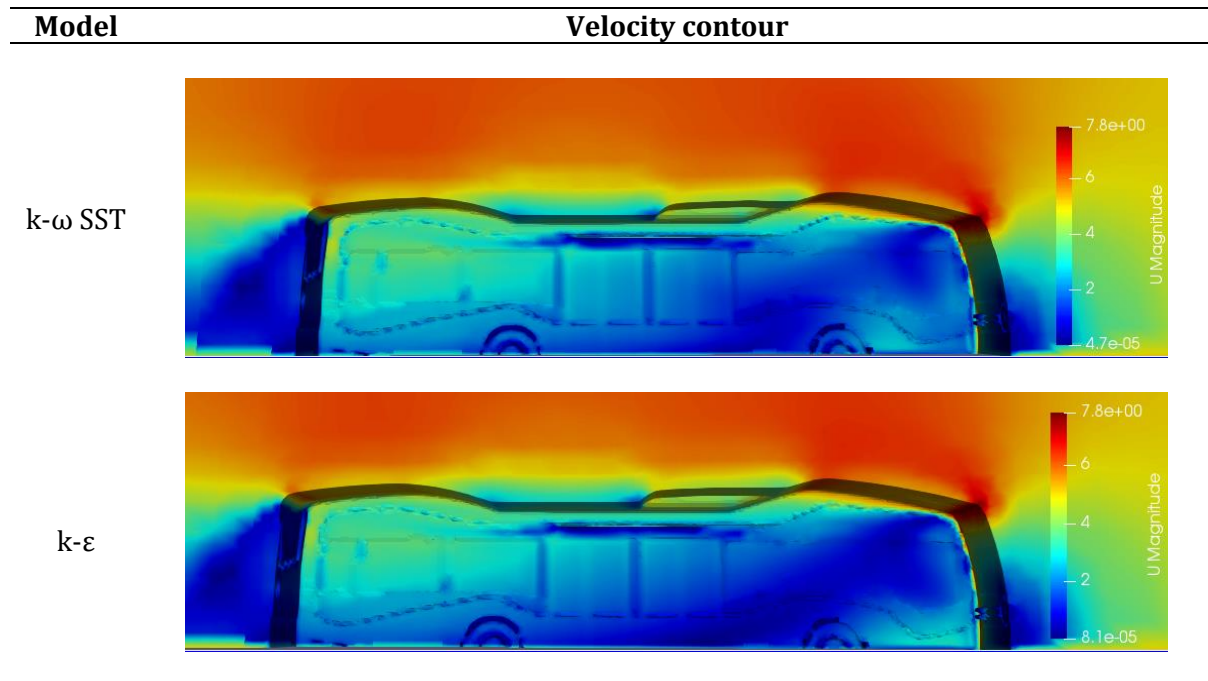 Model Velocity contour
k-ω SST
7.8e+00
6
4
2
4.7e-05
U Magnitude
k-ε
7.8e+00
6
4
2
8.1e-05
U Magnitude